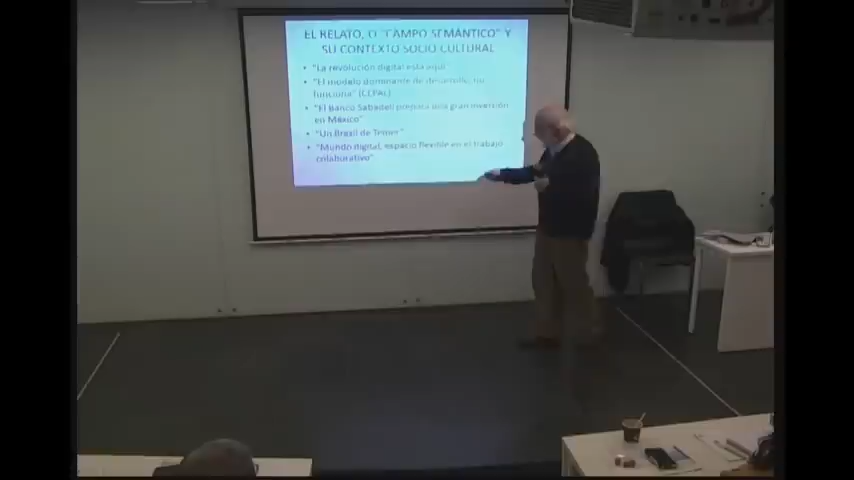 EL RELATO, O "CAMPO SEMÁNTICO" Y
SU CONTEXTO SOCIO CULTURAL
• "La revolución digital está aquí"
• "El modelo dominante de desarrollo no
funciona" (CEPAL)
• "El Banco Sabadell prepara una gran inversión
en México"
• "Un Brasil de Temer"
• "Mundo digital, espacio flexible en el trabajo
colaborativo"